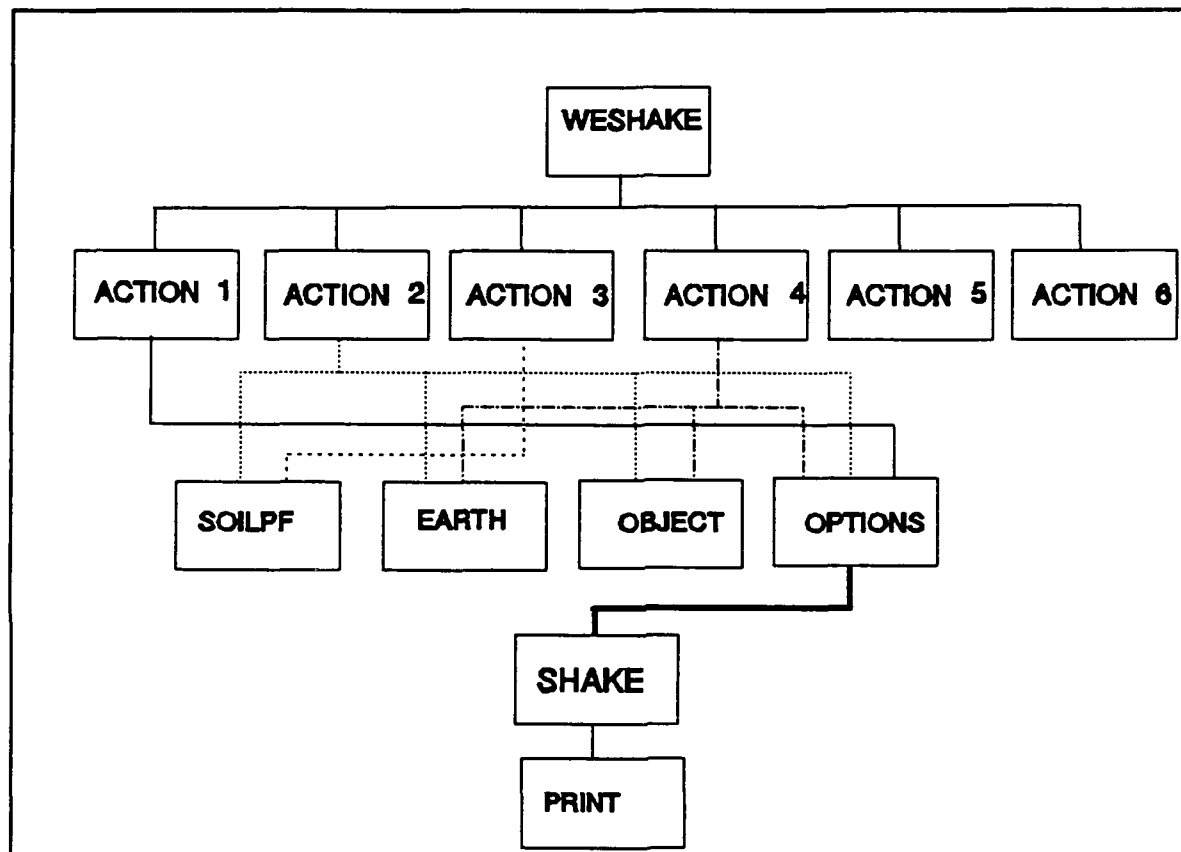 WESHAKE
ACTION 1
ACTION 2
ACTION 3
ACTION 4
ACTION 5
ACTION 6
SOILPF
EARTH
OBJECT
OPTIONS
SHAKE
PRINT